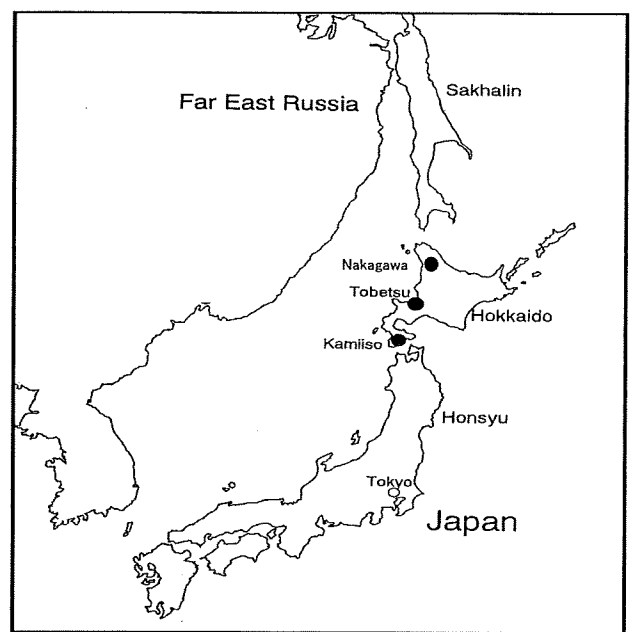 Sakhalin
Far East Russia
Nakagawa
Tobetsu
Hokkaido
Kamiiso
Honsyu
Tokyo
Japan